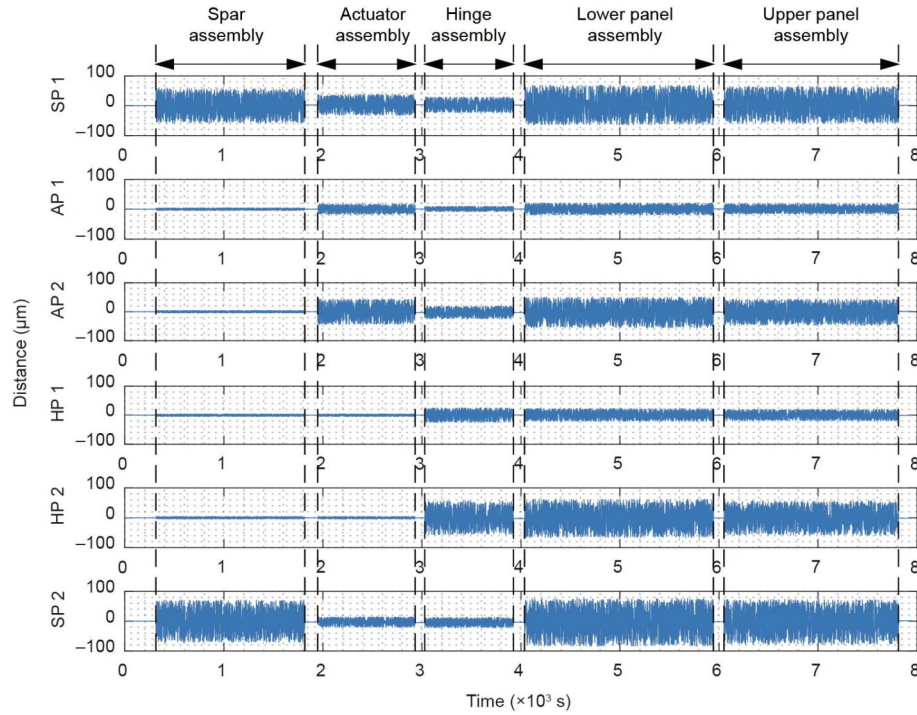 Spar assembly
Actuator assembly
Hinge assembly
Lower panel assembly
Upper panel assembly
Distance (μm)
SP 1
100
0
–100
0 1 2 3 4 5 6 7 8
AP 1
100
0
–100
0 1 2 3 4 5 6 7 8
AP 2
100
0
–100
0 1 2 3 4 5 6 7 8
HP 1
100
0
–100
0 1 2 3 4 5 6 7 8
HP 2
100
0
–100
0 1 2 3 4 5 6 7 8
SP 2
100
0
–100
0 1 2 3 4 5 6 7 8
Time (×10³ s)